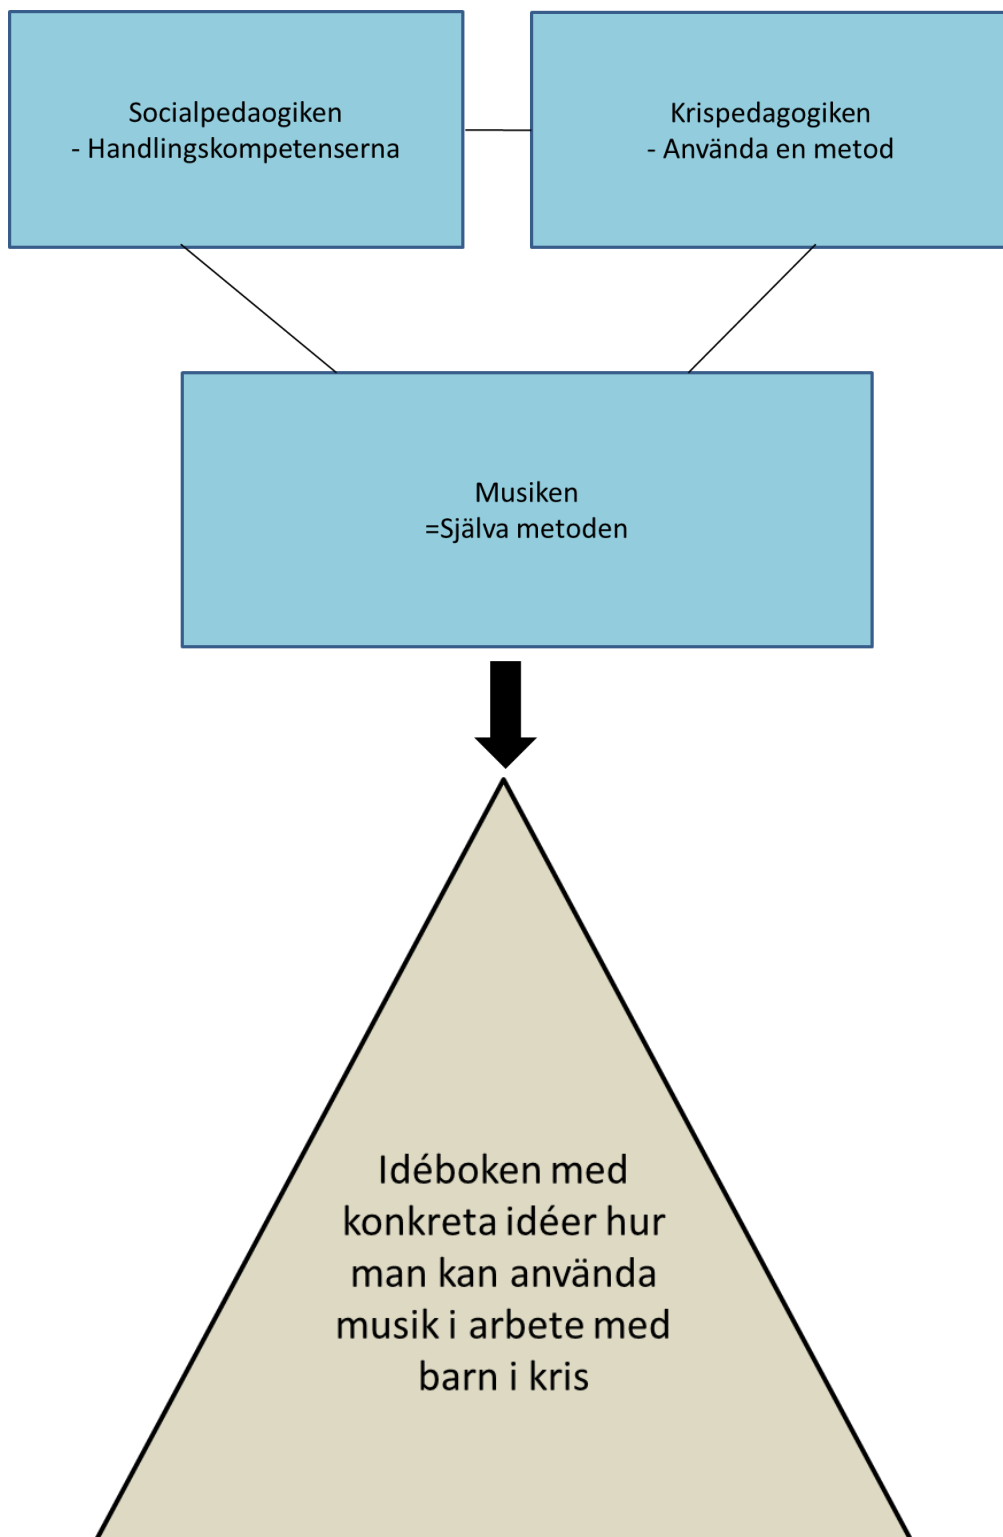 Socialpedaogiken
- Handlingskompetenserna
Krispedagogiken
- Använda en metod
Musiken
=Själva metoden
Idéboken med
konkreta idéer hur
man kan använda
musik i arbete med
barn i kris